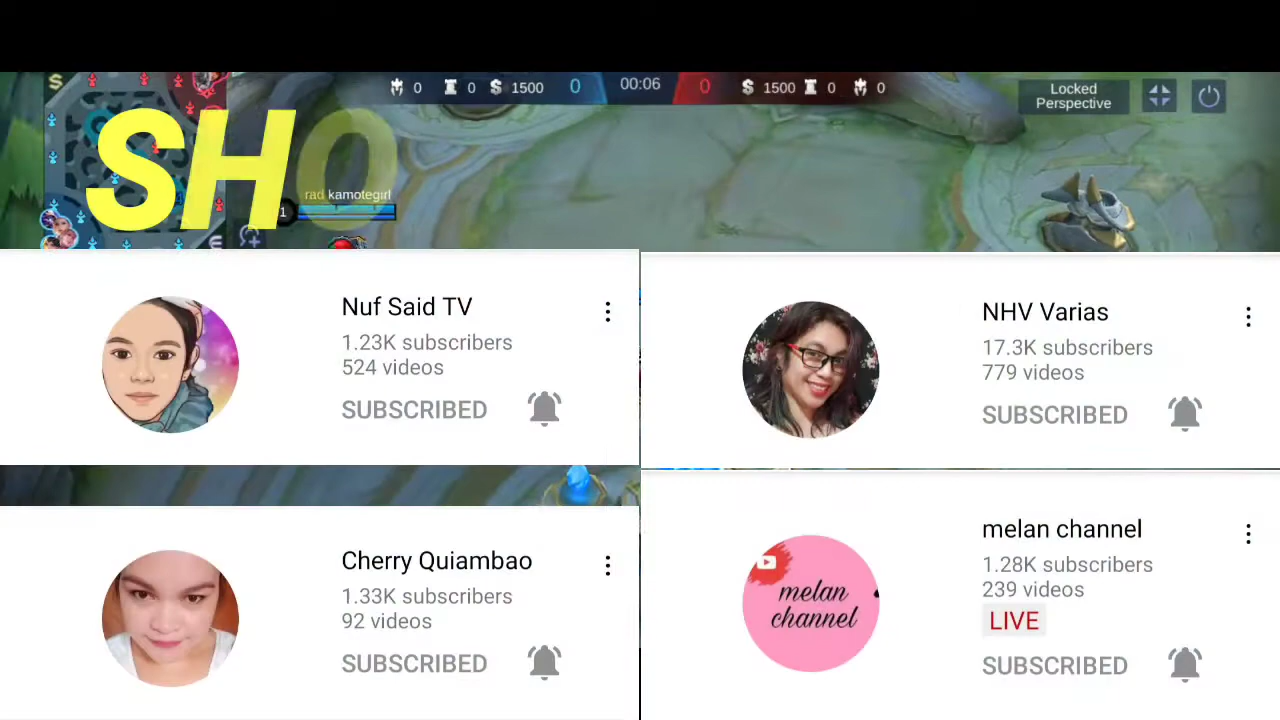 0 0 1500 0 00:06 0 1500 0 0
Locked
Perspective
SHO
rad kamotegirl
1
Nuf Said TV
1.23K subscribers
524 videos
SUBSCRIBED
NHV Varias
17.3K subscribers
779 videos
SUBSCRIBED
Cherry Quiambao
1.33K subscribers
92 videos
SUBSCRIBED
melan
channel
melan channel
1.28K subscribers
239 videos
LIVE
SUBSCRIBED